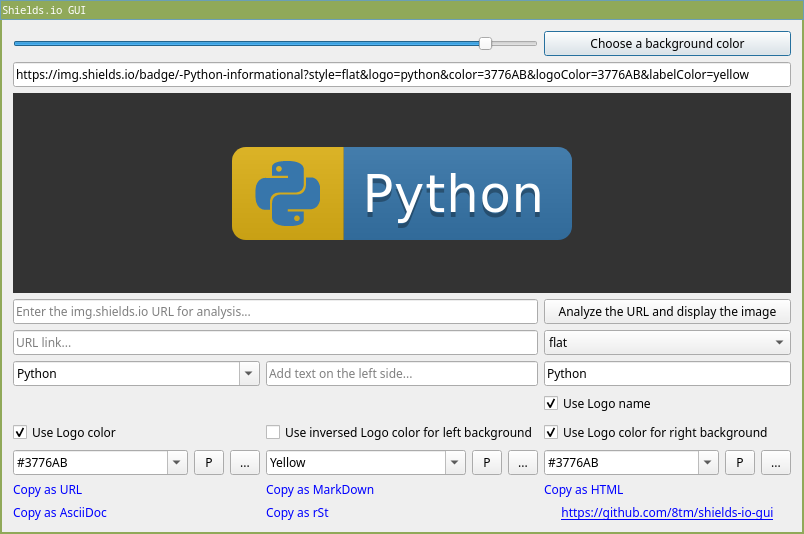 Shields.io GUI
Choose a background color
https://img.shields.io/badge/-Python-informational?style=flat&logo=python&color=3776AB&logoColor=3776AB&labelColor=yellow
Python
Enter the img.shields.io URL for analysis...
Analyze the URL and display the image
URL link...
flat
Python
Add text on the left side...
Python
Use Logo name
Use Logo color
Use inversed Logo color for left background
Use Logo color for right background
#3776AB
P
...
Yellow
P
...
#3776AB
P
...
Copy as URL
Copy as MarkDown
Copy as HTML
Copy as AsciiDoc
Copy as rSt
https://github.com/8tm/shields-io-gui